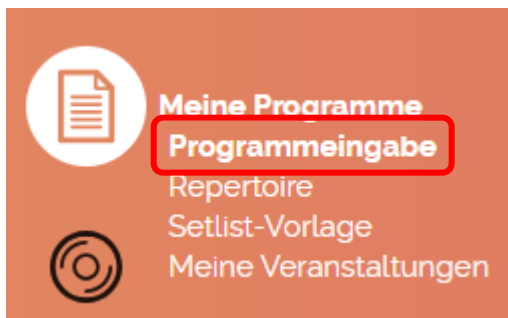 Meine Programme
Programmeingabe
Repertoire
Setlist-Vorlage
Meine Veranstaltungen